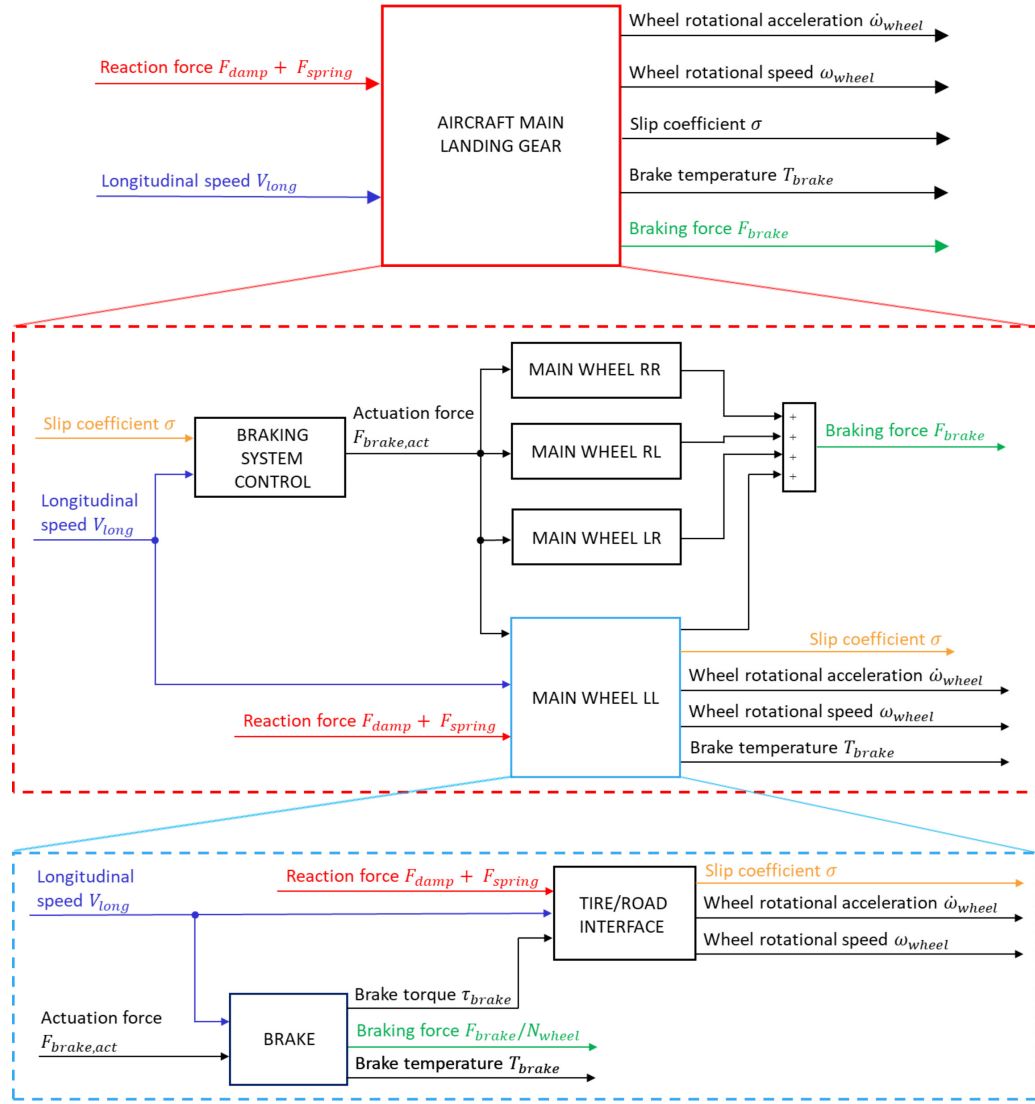 Wheel rotational acceleration ω̇_wheel
Reaction force F_damp + F_spring
Wheel rotational speed ω_wheel
AIRCRAFT MAIN
LANDING GEAR
Slip coefficient σ
Longitudinal speed V_long
Brake temperature T_brake
Braking force F_brake
MAIN WHEEL RR
Slip coefficient σ
BRAKING
SYSTEM
CONTROL
Actuation force
F_brake,act
MAIN WHEEL RL
+
+
+
+
Braking force F_brake
Longitudinal
speed V_long
MAIN WHEEL LR
MAIN WHEEL LL
Slip coefficient σ
Wheel rotational acceleration ω̇_wheel
Reaction force F_damp + F_spring
Wheel rotational speed ω_wheel
Brake temperature T_brake
Longitudinal
speed V_long
Reaction force F_damp + F_spring
TIRE/ROAD
INTERFACE
Slip coefficient σ
Wheel rotational acceleration ω̇_wheel
Wheel rotational speed ω_wheel
Actuation force
F_brake,act
BRAKE
Brake torque τ_brake
Braking force F_brake/N_wheel
Brake temperature T_brake